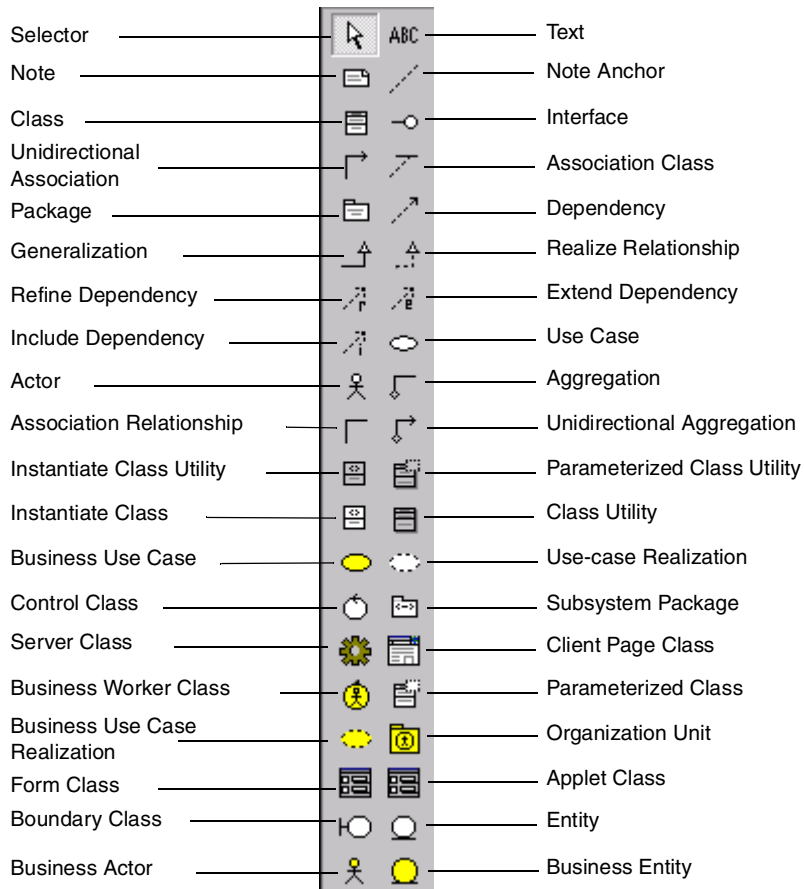 Selector
ABC
Text
Note
Note Anchor
Class
Interface
Unidirectional
Association
Association Class
Package
Dependency
Generalization
Realize Relationship
Refine Dependency
r
e
Extend Dependency
Include Dependency
i
Use Case
Actor
Aggregation
Association Relationship
Unidirectional Aggregation
Instantiate Class Utility
Parameterized Class Utility
Instantiate Class
Class Utility
Business Use Case
Use-case Realization
Control Class
Subsystem Package
Server Class
Client Page Class
Business Worker Class
Parameterized Class
Business Use Case
Realization
Organization Unit
Form Class
Applet Class
Boundary Class
Entity
Business Actor
Business Entity